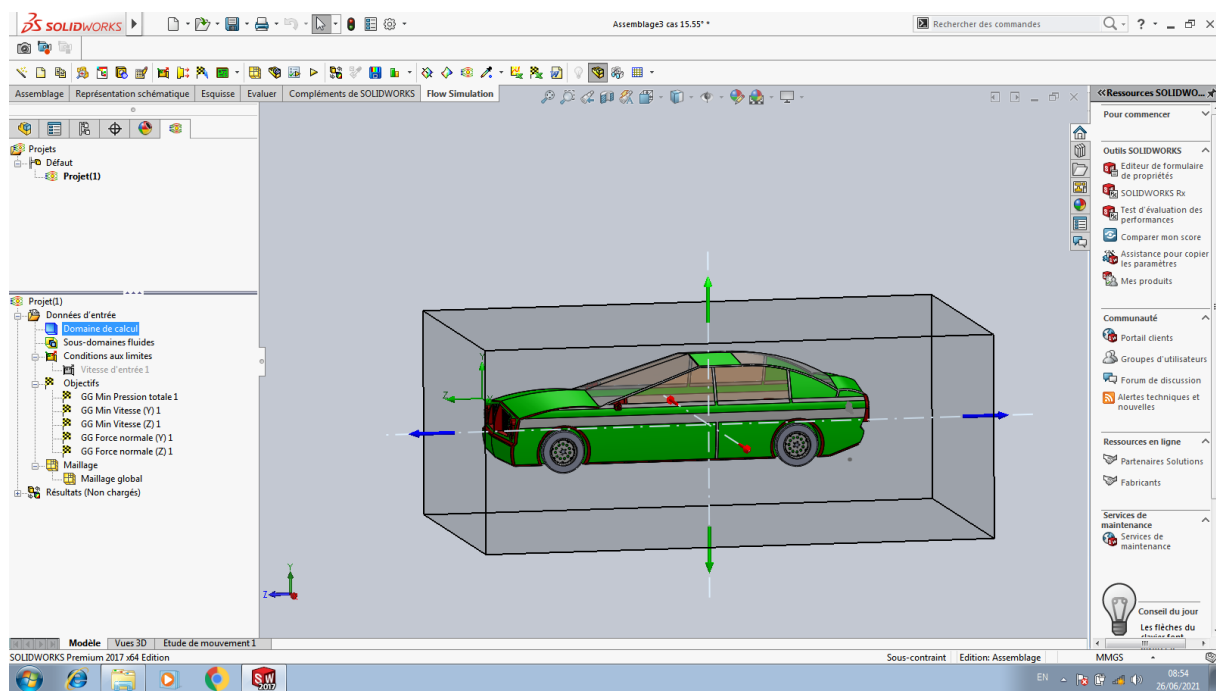 SOLIDWORKS
Assemblage3 cas 15.55° *
Rechercher des commandes
Assemblage
Représentation schématique
Esquisse
Evaluer
Compléments de SOLIDWORKS
Flow Simulation
Projets
Défaut
Projet(1)
Projet(1)
Données d'entrée
Domaine de calcul
Sous-domaines fluides
Conditions aux limites
Vitesse d'entrée 1
Objectifs
GG Min Pression totale 1
GG Min Vitesse (Y) 1
GG Min Vitesse (Z) 1
GG Force normale (Y) 1
GG Force normale (Z) 1
Maillage
Maillage global
Résultats (Non chargés)
Y
Z
Y
Z
Ressources SOLIDWO...
Pour commencer
Outils SOLIDWORKS
Editeur de formulaire
de propriétés
SOLIDWORKS Rx
Test d'évaluation des
performances
Comparer mon score
Assistance pour copier
les paramètres
Mes produits
Communauté
Portail clients
Groupes d'utilisateurs
Forum de discussion
Alertes techniques et
nouvelles
Ressources en ligne
Partenaires Solutions
Fabricants
Services de
maintenance
Services de
maintenance
Conseil du jour
Les flèches du
Modèle
Vues 3D
Etude de mouvement 1
SOLIDWORKS Premium 2017 x64 Edition
Sous-contraint
Edition: Assemblage
MMGS
SW
2017
EN
08:54
26/06/2021